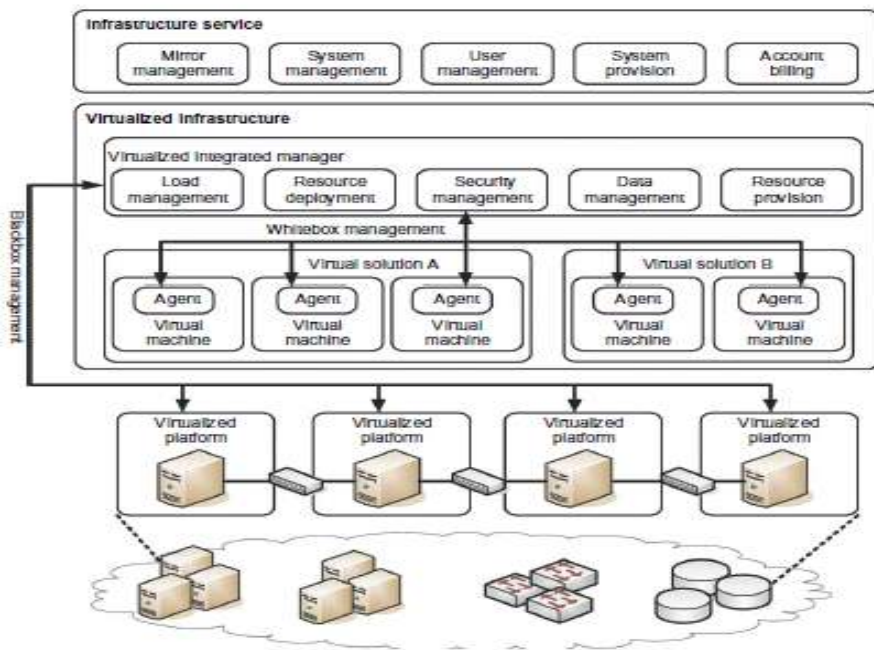 Infrastructure service
Mirror
management
System
management
User
management
System
provision
Account
billing
Virtualized infrastructure
Virtualized integrated manager
Load
management
Resource
deployment
Security
management
Data
management
Resource
provision
Blackbox management
Whitebox management
Virtual solution A
Virtual solution B
Agent
Virtual
machine
Agent
Virtual
machine
Agent
Virtual
machine
Agent
Virtual
machine
Agent
Virtual
machine
Virtualized
platform
Virtualized
platform
Virtualized
platform
Virtualized
platform